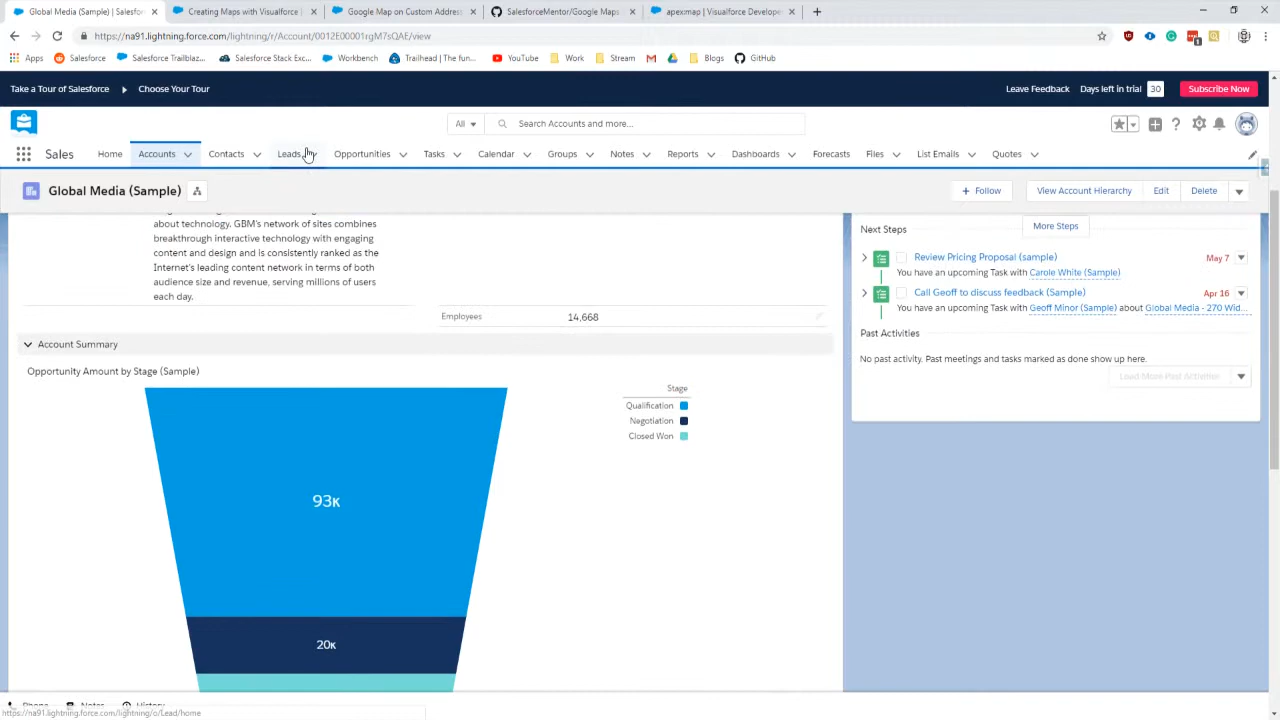 Global Media (Sample) | Salesforc
Creating Maps with Visualforce |
Google Map on Custom Address
SalesforceMentor/Google Maps
apexmap | Visualforce Develope
https://na91.lightning.force.com/lightning/r/Account/0012E00001rgM7sQAE/view
Apps
Salesforce
Salesforce Trailblaz...
Salesforce Stack Exc...
Workbench
Trailhead | The fun...
YouTube
Work
Stream
Blogs
GitHub
Take a Tour of Salesforce
Choose Your Tour
Leave Feedback
Days left in trial
30
Subscribe Now
All
Search Accounts and more...
Sales
Home
Accounts
Contacts
Leads
Opportunities
Tasks
Calendar
Groups
Notes
Reports
Dashboards
Forecasts
Files
List Emails
Quotes
Global Media (Sample)
+ Follow
View Account Hierarchy
Edit
Delete
about technology. GBM's network of sites combines
breakthrough interactive technology with engaging
content and design and is consistently ranked as the
Internet's leading content network in terms of both
audience size and revenue, serving millions of users
each day.
Employees
14,668
Account Summary
Opportunity Amount by Stage (Sample)
Stage
Qualification
Negotiation
Closed Won
93K
20K
Next Steps
More Steps
Review Pricing Proposal (sample)
May 7
You have an upcoming Task with Carole White (Sample)
Call Geoff to discuss feedback (Sample)
Apr 16
You have an upcoming Task with Geoff Minor (Sample) about Global Media - 270 Wid...
Past Activities
No past activity. Past meetings and tasks marked as done show up here.
Load More Past Activities
Phone
Notes
History
https://na91.lightning.force.com/lightning/o/Lead/home